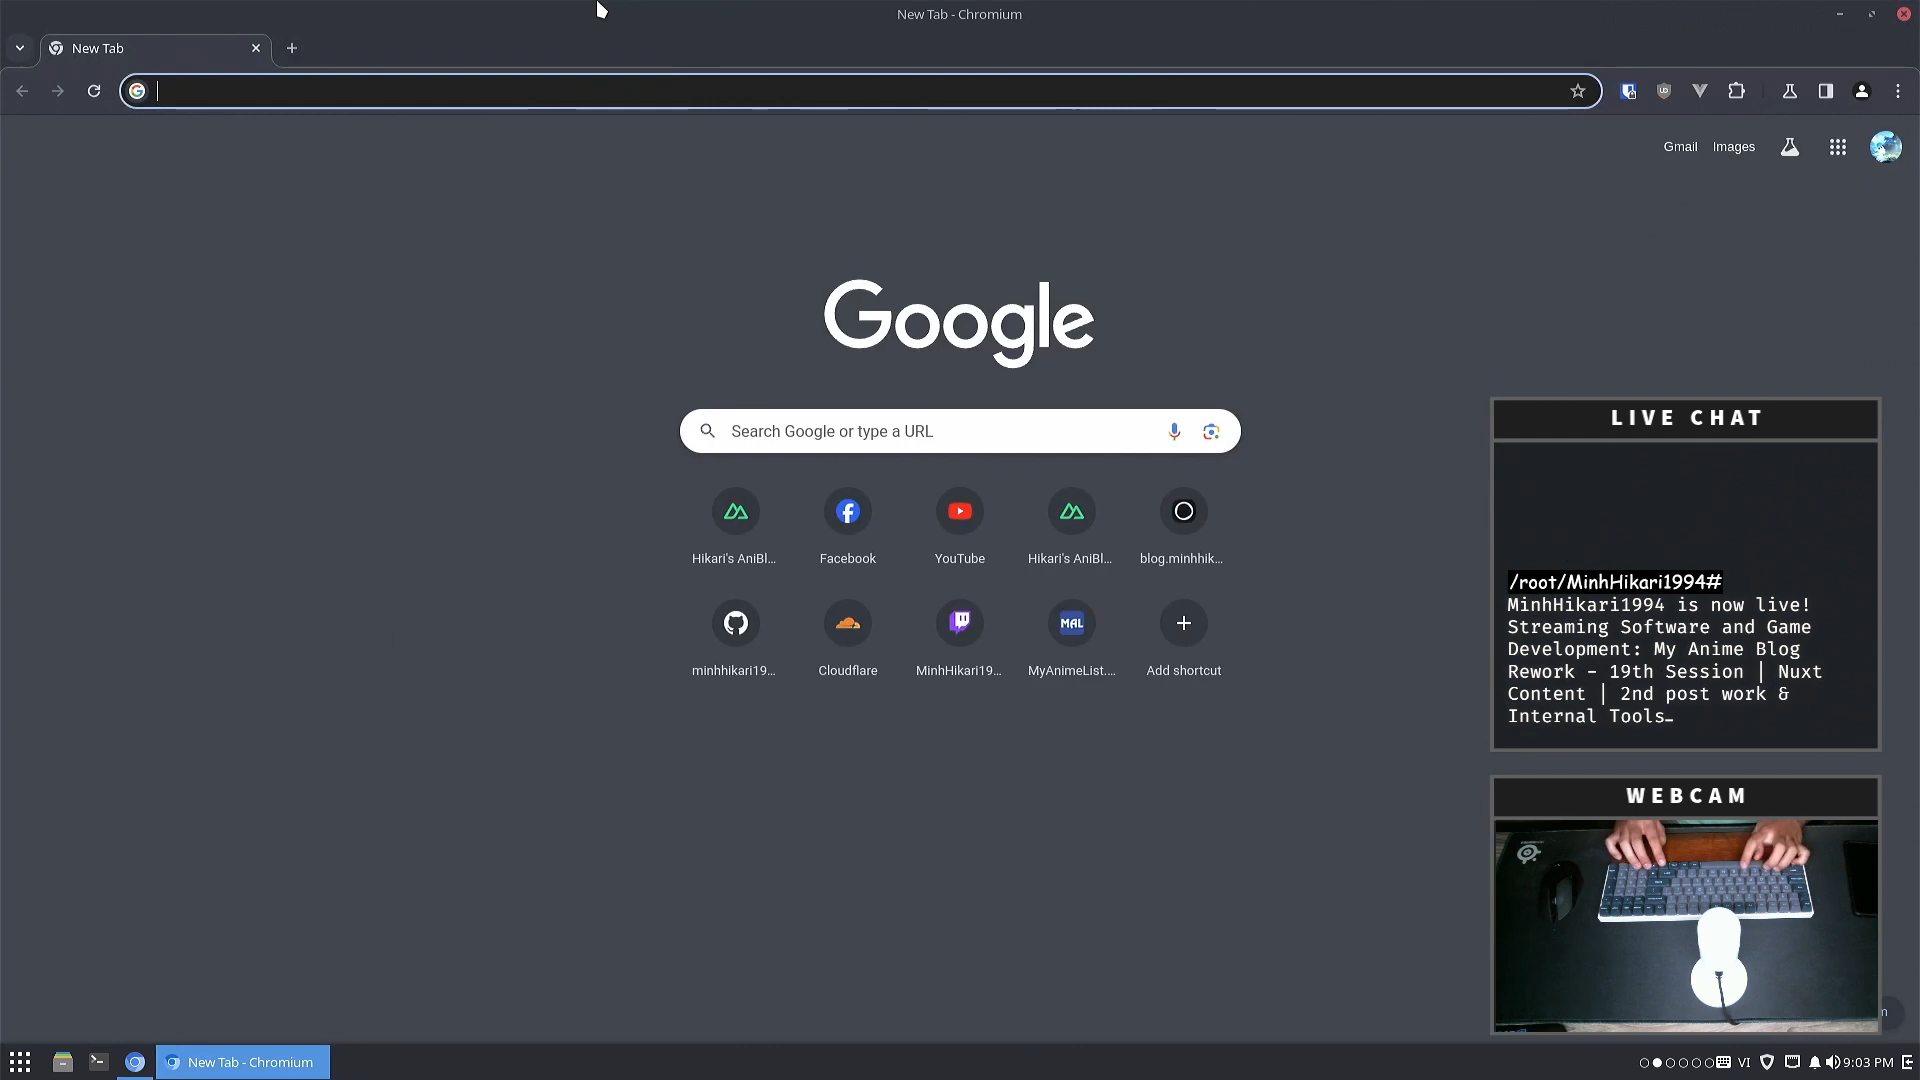 New Tab - Chromium
New Tab
Gmail
Images
Google
Search Google or type a URL
Hikari's AniBl...
Facebook
YouTube
Hikari's AniBl...
blog.minhhik...
MAL
minhhikari19...
Cloudflare
MinhHikari19...
MyAnimeList....
Add shortcut
LIVE CHAT
/root/MinhHikari1994#
MinhHikari1994 is now live!
Streaming Software and Game
Development: My Anime Blog
Rework - 19th Session | Nuxt
Content | 2nd post work &
Internal Tools_
WEBCAM
New Tab - Chromium
VI
9:03 PM